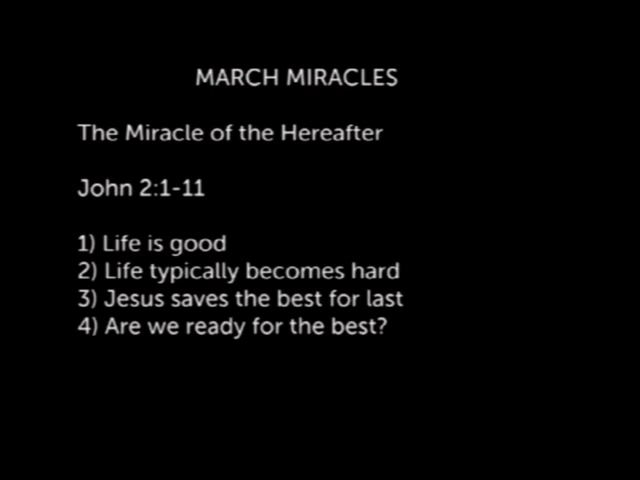 MARCH MIRACLES
The Miracle of the Hereafter
John 2:1-11
1) Life is good
2) Life typically becomes hard
3) Jesus saves the best for last
4) Are we ready for the best?